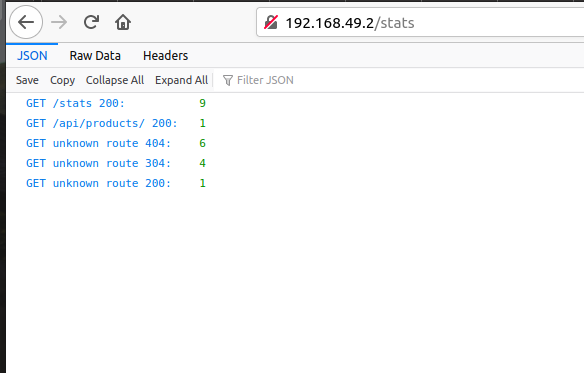 192.168.49.2/stats
JSON Raw Data Headers
Save Copy Collapse All Expand All Filter JSON
GET /stats 200: 9
GET /api/products/ 200: 1
GET unknown route 404: 6
GET unknown route 304: 4
GET unknown route 200: 1